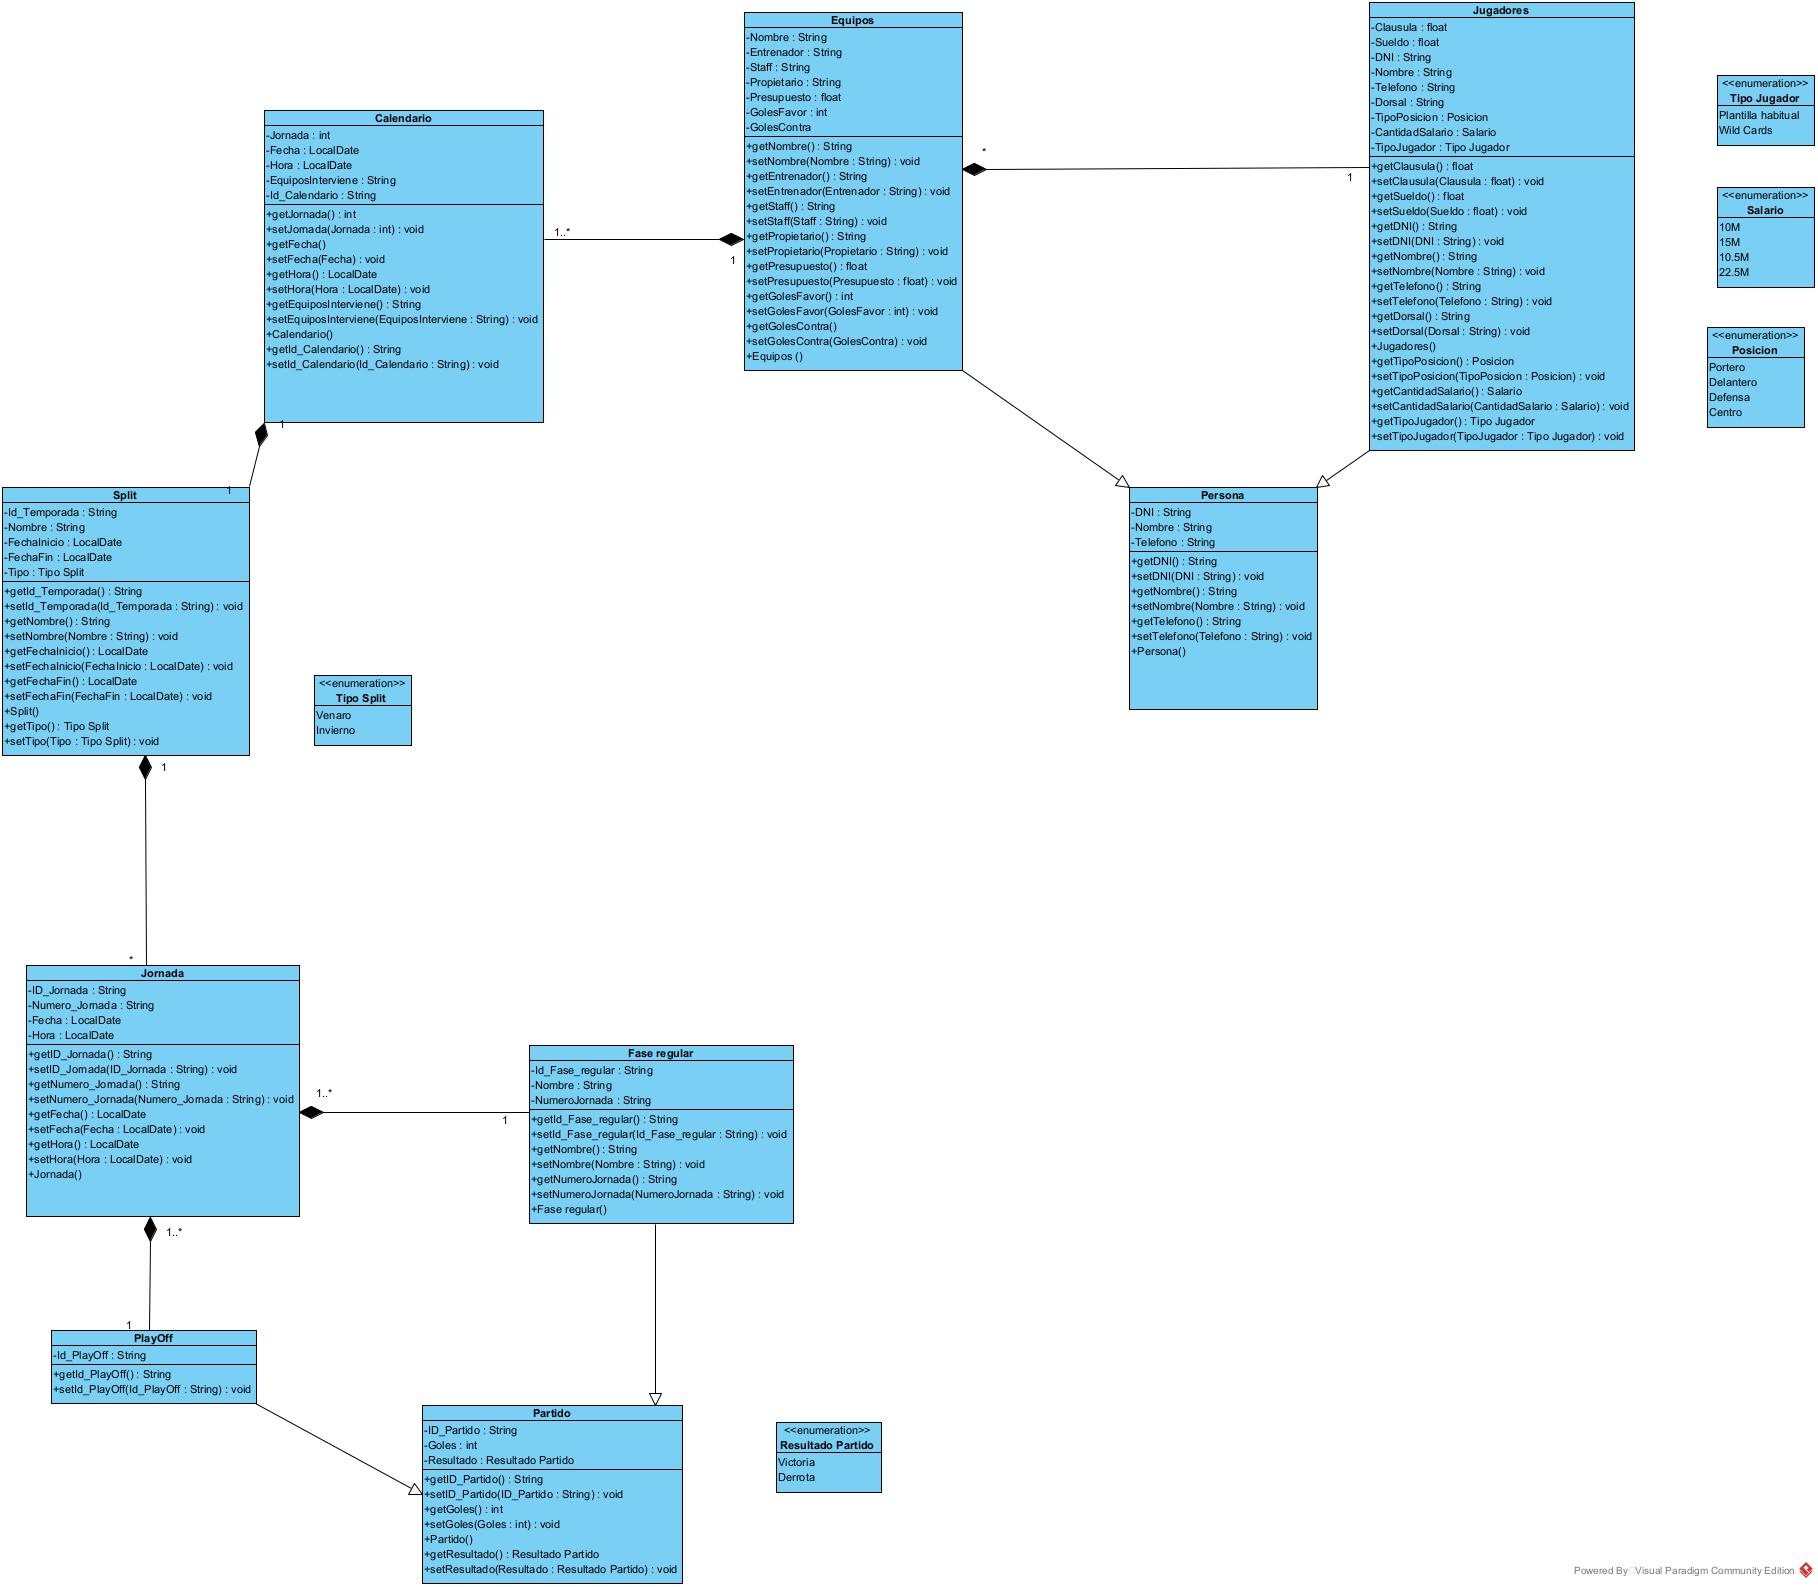 Equipos
-Nombre : String
-Entrenador : String
-Staff : String
-Propietario : String
-Presupuesto : float
-GolesFavor : int
-GolesContra
+getNombre() : String
+setNombre(Nombre : String) : void
+getEntrenador() : String
+setEntrenador(Entrenador : String) : void
+getStaff() : String
+setStaff(Staff : String) : void
+getPropietario() : String
+setPropietario(Propietario : String) : void
+getPresupuesto() : float
+setPresupuesto(Presupuesto : float) : void
+getGolesFavor() : int
+setGolesFavor(GolesFavor : int) : void
+getGolesContra()
+setGolesContra(GolesContra) : void
+Equipos ()
*
1
Jugadores
-Clausula : float
-Sueldo : float
-DNI : String
-Nombre : String
-Telefono : String
-Dorsal : String
-TipoPosicion : Posicion
-CantidadSalario : Salario
-TipoJugador : Tipo Jugador
+getClausula() : float
+setClausula(Clausula : float) : void
+getSueldo() : float
+setSueldo(Sueldo : float) : void
+getDNI() : String
+setDNI(DNI : String) : void
+getNombre() : String
+setNombre(Nombre : String) : void
+getTelefono() : String
+setTelefono(Telefono : String) : void
+getDorsal() : String
+setDorsal(Dorsal : String) : void
+Jugadores()
+getTipoPosicion() : Posicion
+setTipoPosicion(TipoPosicion : Posicion) : void
+getCantidadSalario() : Salario
+setCantidadSalario(CantidadSalario : Salario) : void
+getTipoJugador() : Tipo Jugador
+setTipoJugador(TipoJugador : Tipo Jugador) : void
<<enumeration>>
Tipo Jugador
Plantilla habitual
Wild Cards
<<enumeration>>
Salario
10M
15M
10.5M
22.5M
<<enumeration>>
Posicion
Portero
Delantero
Defensa
Centro
Calendario
-Jornada : int
-Fecha : LocalDate
-Hora : LocalDate
-EquiposInterviene : String
-Id_Calendario : String
+getJornada() : int
+setJornada(Jornada : int) : void
+getFecha()
+setFecha(Fecha) : void
+getHora() : LocalDate
+setHora(Hora : LocalDate) : void
+getEquiposInterviene() : String
+setEquiposInterviene(EquiposInterviene : String) : void
+Calendario()
+getId_Calendario() : String
+setId_Calendario(Id_Calendario : String) : void
1..*
1
1
1
Split
-Id_Temporada : String
-Nombre : String
-FechaInicio : LocalDate
-FechaFin : LocalDate
-Tipo : Tipo Split
+getId_Temporada() : String
+setId_Temporada(Id_Temporada : String) : void
+getNombre() : String
+setNombre(Nombre : String) : void
+getFechaInicio() : LocalDate
+setFechaInicio(FechaInicio : LocalDate) : void
+getFechaFin() : LocalDate
+setFechaFin(FechaFin : LocalDate) : void
+Split()
+getTipo() : Tipo Split
+setTipo(Tipo : Tipo Split) : void
<<enumeration>>
Tipo Split
Venaro
Invierno
Persona
-DNI : String
-Nombre : String
-Telefono : String
+getDNI() : String
+setDNI(DNI : String) : void
+getNombre() : String
+setNombre(Nombre : String) : void
+getTelefono() : String
+setTelefono(Telefono : String) : void
+Persona()
1
*
Jornada
-ID_Jornada : String
-Numero_Jornada : String
-Fecha : LocalDate
-Hora : LocalDate
+getID_Jornada() : String
+setID_Jornada(ID_Jornada : String) : void
+getNumero_Jornada() : String
+setNumero_Jornada(Numero_Jornada : String) : void
+getFecha() : LocalDate
+setFecha(Fecha : LocalDate) : void
+getHora() : LocalDate
+setHora(Hora : LocalDate) : void
+Jornada()
1..*
1
Fase regular
-Id_Fase_regular : String
-Nombre : String
-NumeroJornada : String
+getId_Fase_regular() : String
+setId_Fase_regular(Id_Fase_regular : String) : void
+getNombre() : String
+setNombre(Nombre : String) : void
+getNumeroJornada() : String
+setNumeroJornada(NumeroJornada : String) : void
+Fase regular()
1..*
1
PlayOff
-Id_PlayOff : String
+getId_PlayOff() : String
+setId_PlayOff(Id_PlayOff : String) : void
Partido
-ID_Partido : String
-Goles : int
-Resultado : Resultado Partido
+getID_Partido() : String
+setID_Partido(ID_Partido : String) : void
+getGoles() : int
+setGoles(Goles : int) : void
+Partido()
+getResultado() : Resultado Partido
+setResultado(Resultado : Resultado Partido) : void
<<enumeration>>
Resultado Partido
Victoria
Derrota
Powered By Visual Paradigm Community Edition